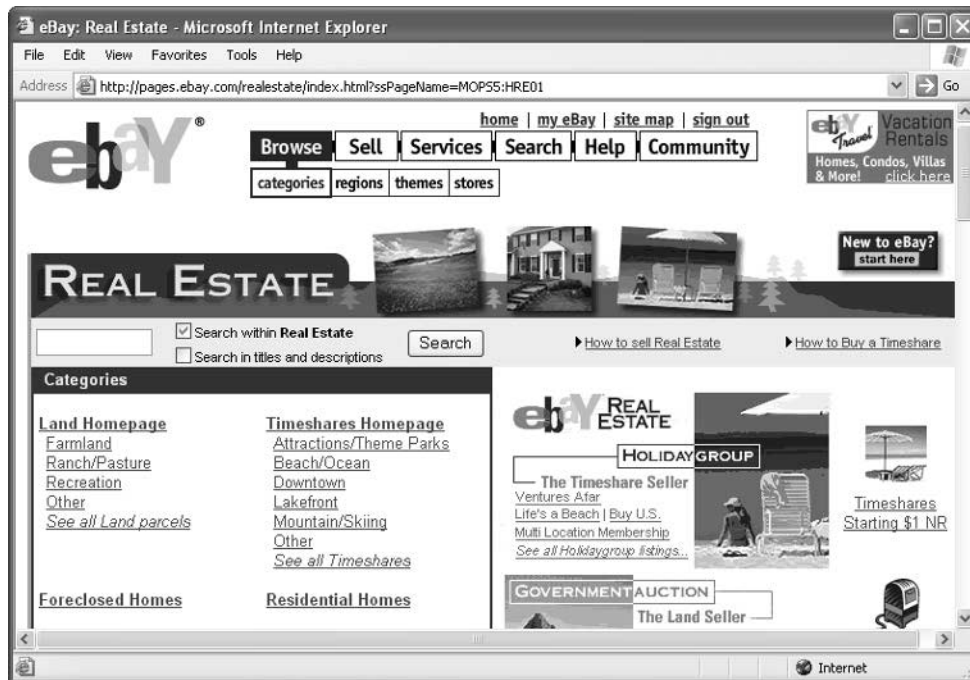 eBay: Real Estate - Microsoft Internet Explorer
File Edit View Favorites Tools Help
Address http://pages.ebay.com/realestate/index.html?ssPageName=MOPS5:HRE01 Go
ebay®
home | my eBay | site map | sign out
Browse Sell Services Search Help Community
categories regions themes stores
ebay Travel Vacation Rentals
Homes, Condos, Villas
& More! click here
New to eBay?
start here
REAL ESTATE
Search within Real Estate
Search in titles and descriptions
Search
How to sell Real Estate
How to Buy a Timeshare
Categories
Land Homepage
Farmland
Ranch/Pasture
Recreation
Other
See all Land parcels
Timeshares Homepage
Attractions/Theme Parks
Beach/Ocean
Downtown
Lakefront
Mountain/Skiing
Other
See all Timeshares
Foreclosed Homes
Residential Homes
ebay REAL ESTATE
HOLIDAYGROUP
The Timeshare Seller
Ventures Afar
Life's a Beach | Buy U.S.
Multi Location Membership
See all Holidaygroup listings...
Timeshares
Starting $1 NR
GOVERNMENT AUCTION
The Land Seller
Internet